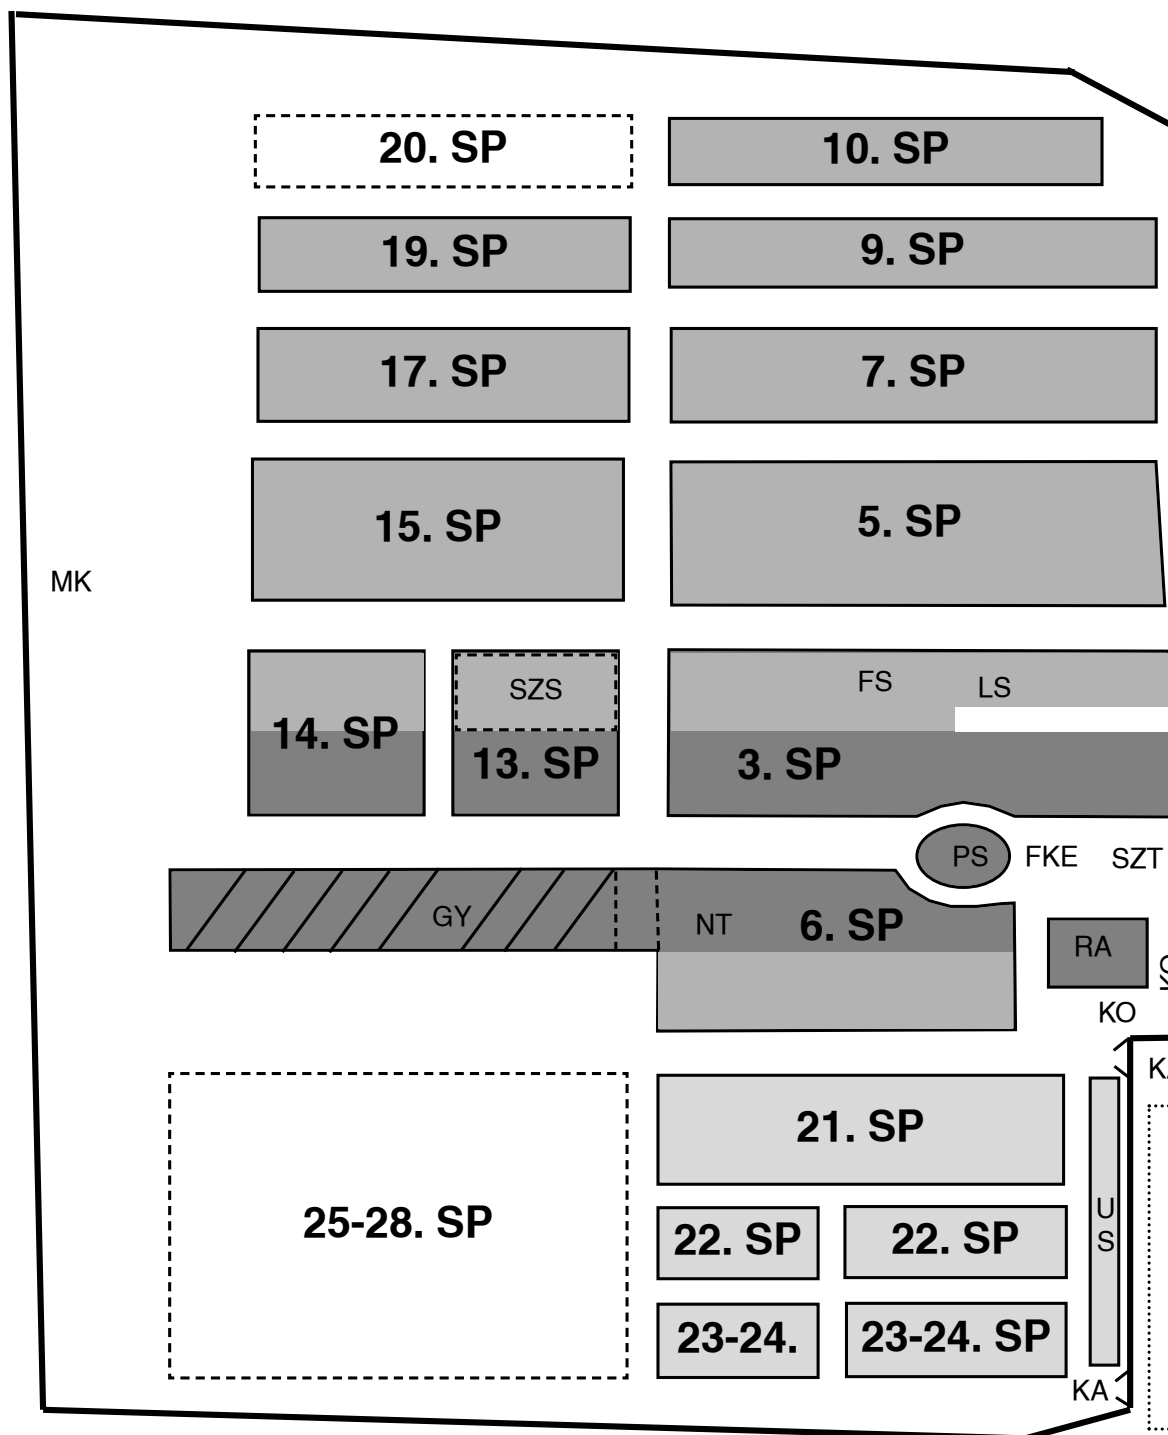 20. SP
10. SP
19. SP
9. SP
17. SP
7. SP
15. SP
5. SP
MK
SZS
FS
LS
14. SP
13. SP
3. SP
PS
FKE
SZT
GY
NT
6. SP
RA
KO
21. SP
U
S
25-28. SP
22. SP
22. SP
23-24.
23-24. SP
KA